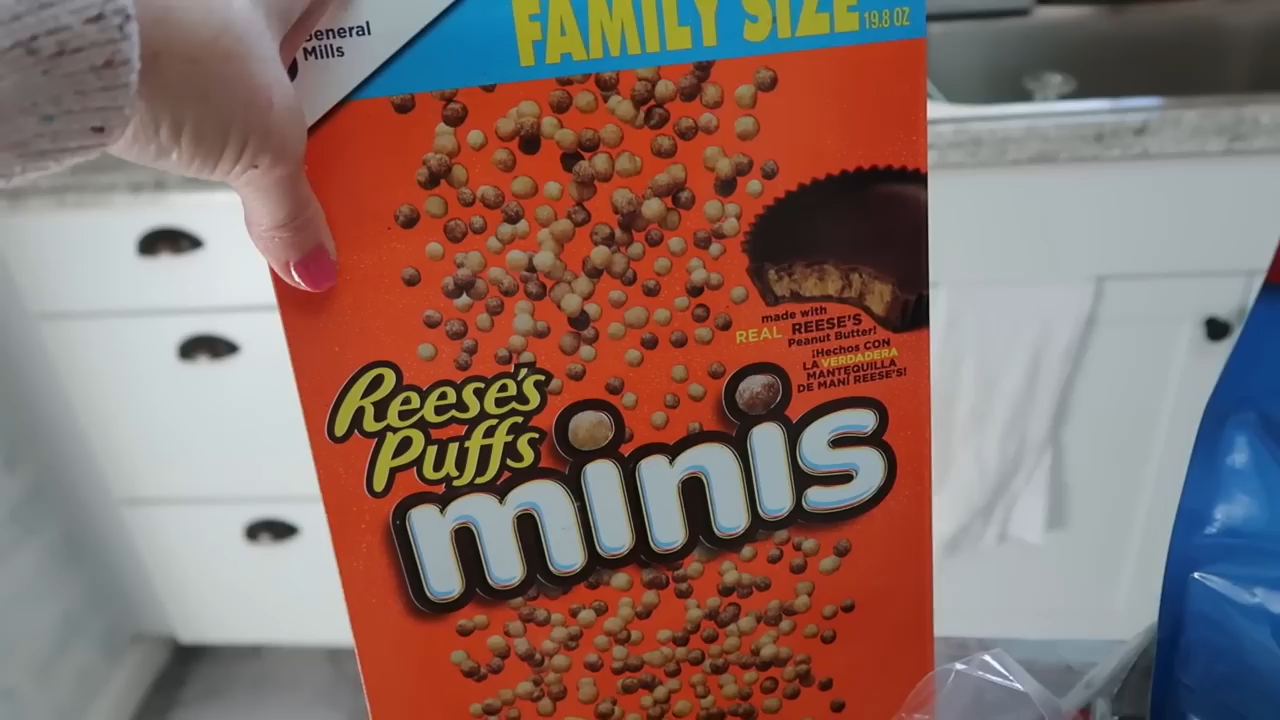 General
Mills
FAMILY SIZE 19.8 OZ
made with
REAL REESE'S
Peanut Butter!
¡Hechos CON
LA VERDADERA
MANTEQUILLA
DE MANÍ REESE'S!
Reese's
Puffs
minis